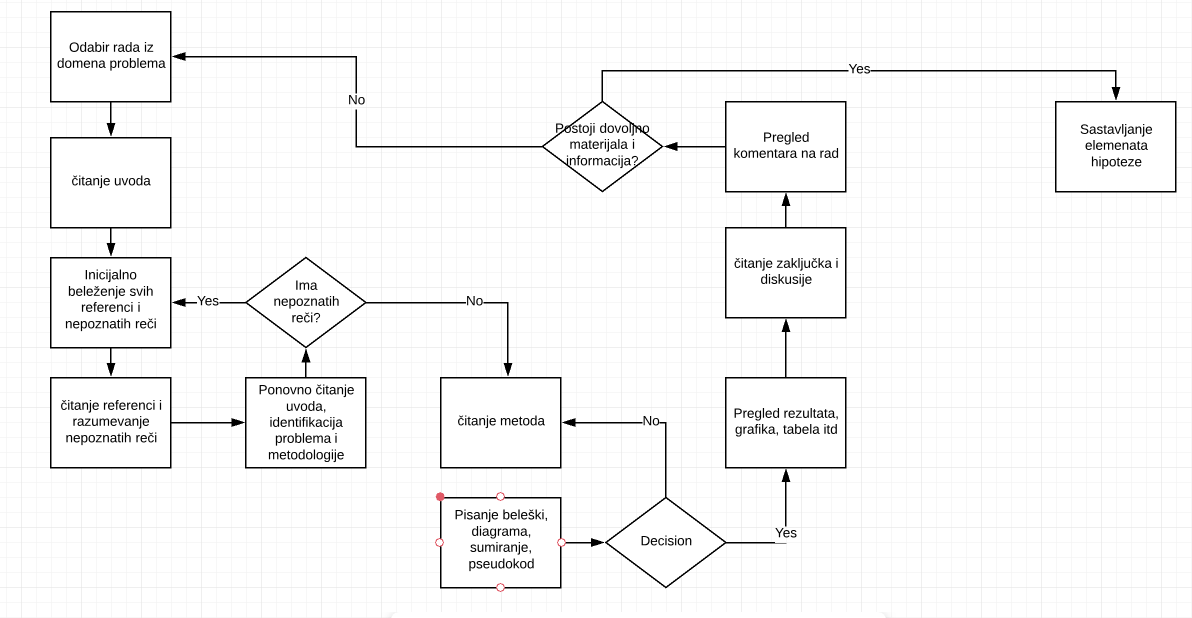 Odabir rada iz
domena problema
čitanje uvoda
Inicijalno
beleženje svih
referenci i
nepoznatih reči
čitanje referenci i
razumevanje
nepoznatih reči
Ponovno čitanje
uvoda,
identifikacija
problema i
metodologije
Ima
nepoznatih
reči?
Yes
No
čitanje metoda
Pisanje beleški,
diagrama,
sumiranje,
pseudokod
Decision
No
Yes
Pregled rezultata,
grafika, tabela itd
čitanje zaključka i
diskusije
Pregled
komentara na rad
Postoji dovoljno
materijala i
informacija?
No
Yes
Sastavljanje
elemenata
hipoteze